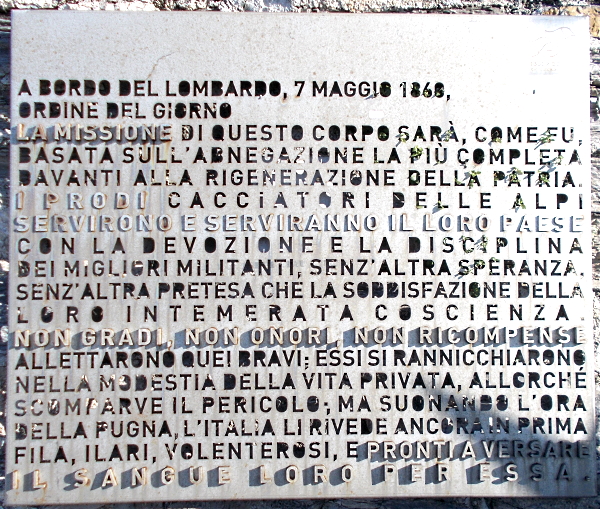 A BORDO DEL LOMBARDO, 7 MAGGIO 1860,
ORDINE DEL GIORNO
LA MISSIONE DI QUESTO CORPO SARÀ, COME FU,
BASATA SULL'ABNEGAZIONE LA PIÙ COMPLETA
DAVANTI ALLA RIGENERAZIONE DELLA PATRIA.
I PRODI CACCIATORI DELLE ALPI
SERVIRONO E SERVIRANNO IL LORO PAESE
CON LA DEVOZIONE E LA DISCIPLINA
DEI MIGLIORI MILITANTI, SENZ'ALTRA SPERANZA.
SENZ'ALTRA PRETESA CHE LA SODDISFAZIONE DELLA
LORO INTEMERATA COSCIENZA.
NON GRADI, NON ONORI, NON RICOMPENSE
ALLETTARONO QUEI BRAVI; ESSI SI RANNICCHIARONO
NELLA MODESTIA DELLA VITA PRIVATA, ALLORCHÉ
SCOMPARVE IL PERICOLO, MA SUONANDO L'ORA
DELLA PUGNA, L'ITALIA LI RIVEDE ANCORA IN PRIMA
FILA, ILARI, VOLENTEROSI, E PRONTI A VERSARE
IL SANGUE LORO PER ESSA.